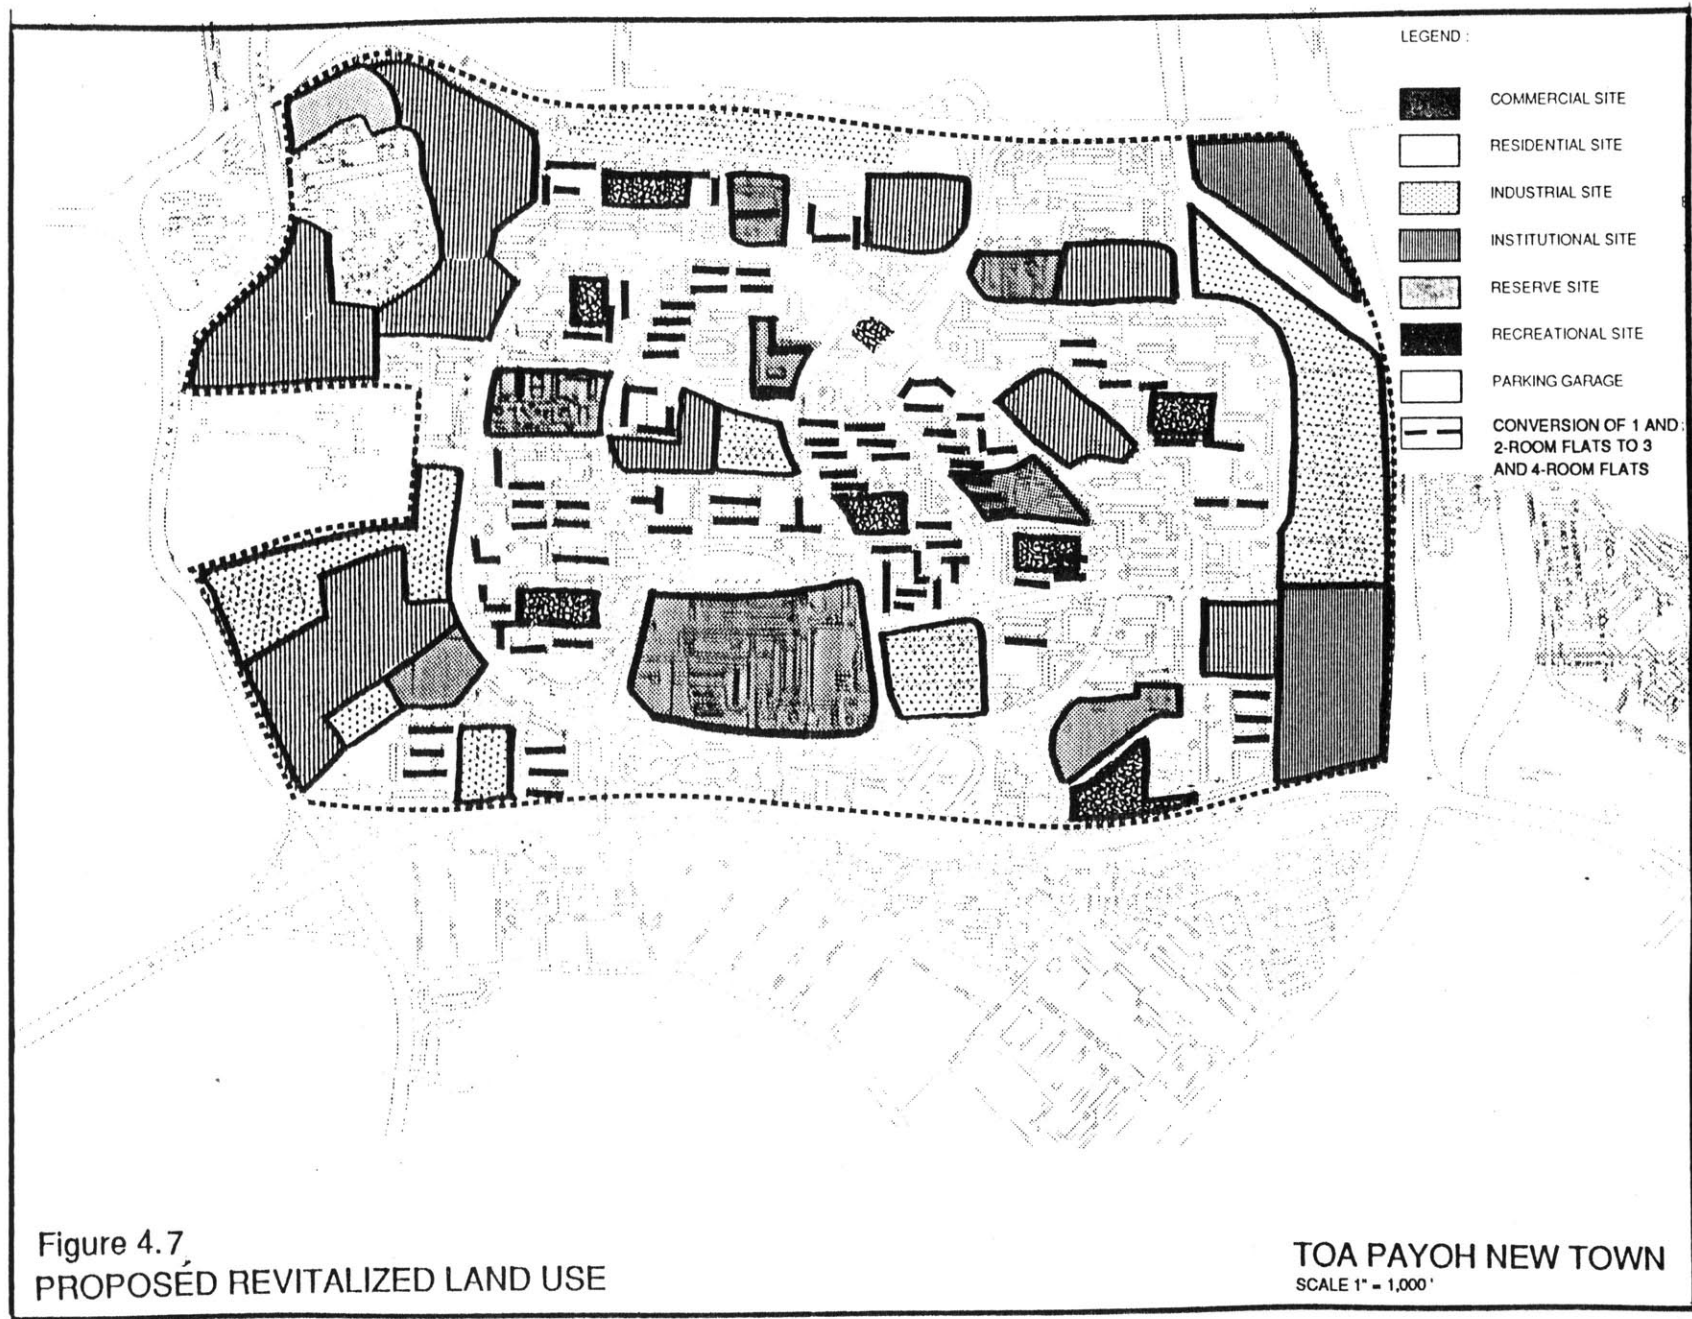 LEGEND :
COMMERCIAL SITE
RESIDENTIAL SITE
INDUSTRIAL SITE
INSTITUTIONAL SITE
RESERVE SITE
RECREATIONAL SITE
PARKING GARAGE
CONVERSION OF 1 AND
2-ROOM FLATS TO 3
AND 4-ROOM FLATS
Figure 4.7
PROPOSED REVITALIZED LAND USE
TOA PAYOH NEW TOWN
SCALE 1" = 1,000'